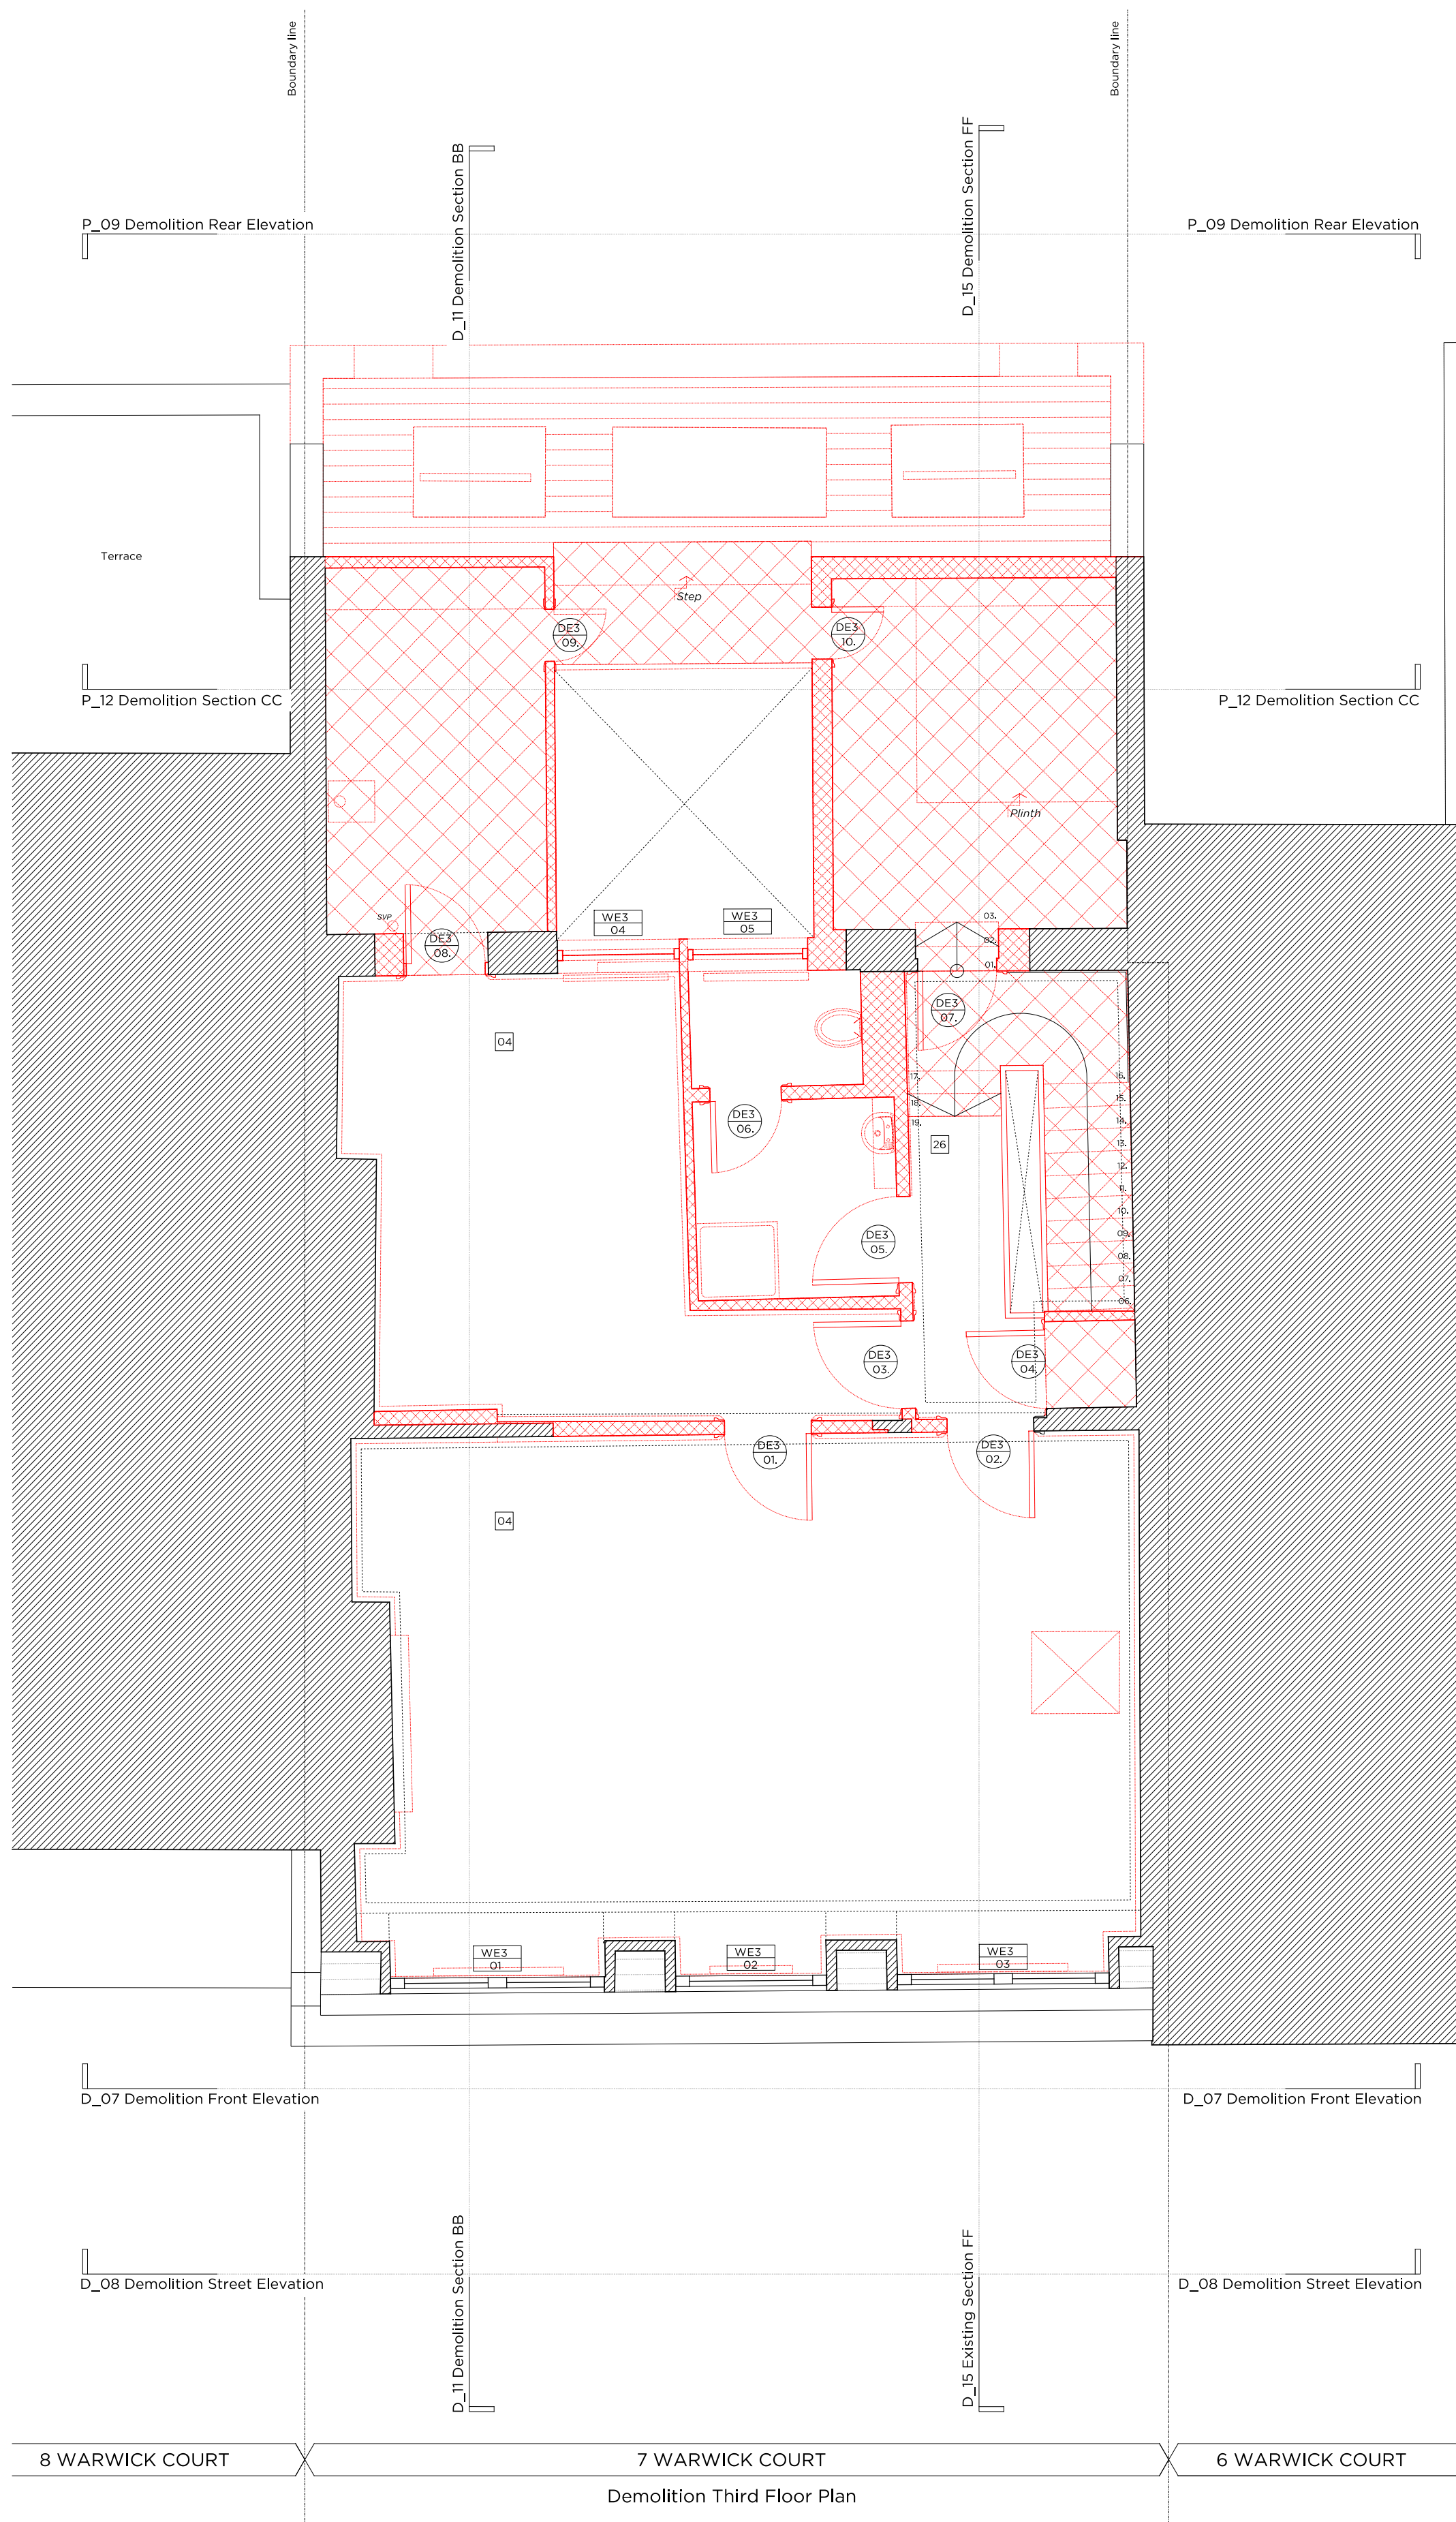 Boundary line
Boundary line
D_11 Demolition Section BB
D_15 Demolition Section FF
P_09 Demolition Rear Elevation
P_09 Demolition Rear Elevation
Terrace
Step
DE3
09.
DE3
10.
P_12 Demolition Section CC
P_12 Demolition Section CC
Plinth
SVP
DE3
08.
WE3
04
WE3
05
03.
02.
01.
DE3
07.
04
17.
18.
19.
16.
15.
14.
13.
12.
11.
10.
09.
08.
07.
06.
DE3
06.
26
DE3
05.
DE3
03.
DE3
04.
DE3
01.
DE3
02.
04
WE3
01
WE3
02
WE3
03
D_07 Demolition Front Elevation
D_07 Demolition Front Elevation
D_08 Demolition Street Elevation
D_08 Demolition Street Elevation
D_11 Demolition Section BB
D_15 Existing Section FF
8 WARWICK COURT
7 WARWICK COURT
6 WARWICK COURT
Demolition Third Floor Plan